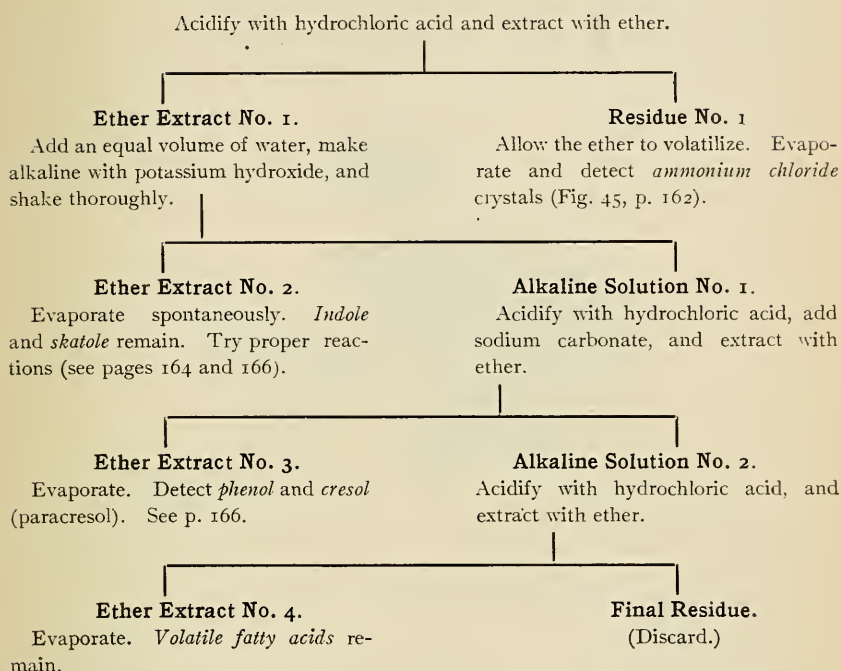 Acidify with hydrochloric acid and extract with ether.
Ether Extract No. 1.
Add an equal volume of water, make
alkaline with potassium hydroxide, and
shake thoroughly.
Residue No. 1
Allow the ether to volatilize. Evapo-
rate and detect ammonium chloride
crystals (Fig. 45, p. 162).
Ether Extract No. 2.
Evaporate spontaneously. Indole
and skatole remain. Try proper reac-
tions (see pages 164 and 166).
Alkaline Solution No. 1.
Acidify with hydrochloric acid, add
sodium carbonate, and extract with
ether.
Ether Extract No. 3.
Evaporate. Detect phenol and cresol
(paracresol). See p. 166.
Alkaline Solution No. 2.
Acidify with hydrochloric acid, and
extract with ether.
Ether Extract No. 4.
Evaporate. Volatile fatty acids re-
main.
Final Residue.
(Discard.)